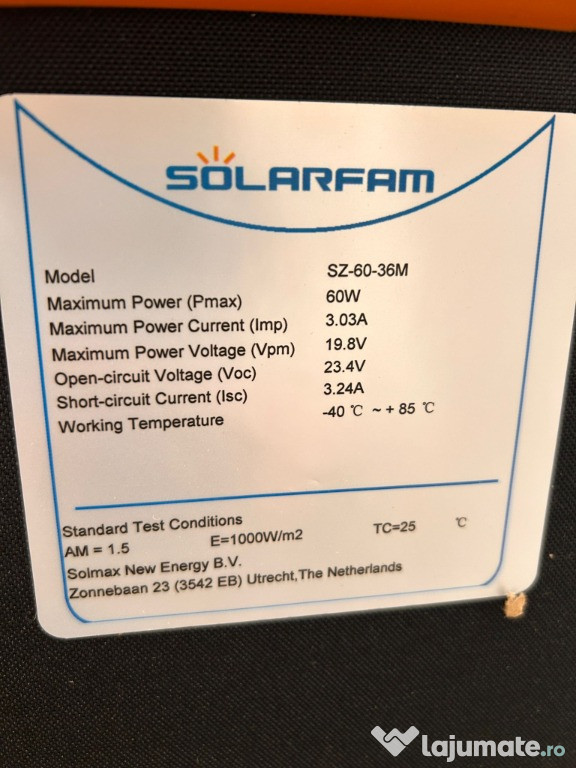 SOLARFAM
Model SZ-60-36M
Maximum Power (Pmax) 60W
Maximum Power Current (Imp) 3.03A
Maximum Power Voltage (Vpm) 19.8V
Open-circuit Voltage (Voc) 23.4V
Short-circuit Current (Isc) 3.24A
Working Temperature -40 ℃ ~ + 85 ℃
Standard Test Conditions
AM = 1.5 E=1000W/m2 TC=25 ℃
Solmax New Energy B.V.
Zonnebaan 23 (3542 EB) Utrecht,The Netherlands
lajumate.ro